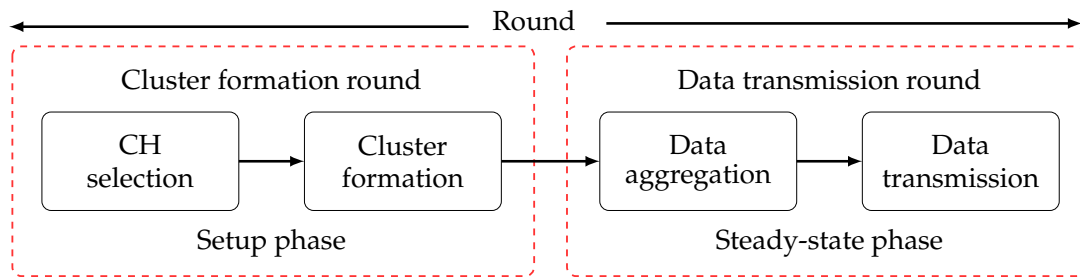 Round
Cluster formation round
CH
selection
Cluster
formation
Setup phase
Data transmission round
Data
aggregation
Data
transmission
Steady-state phase